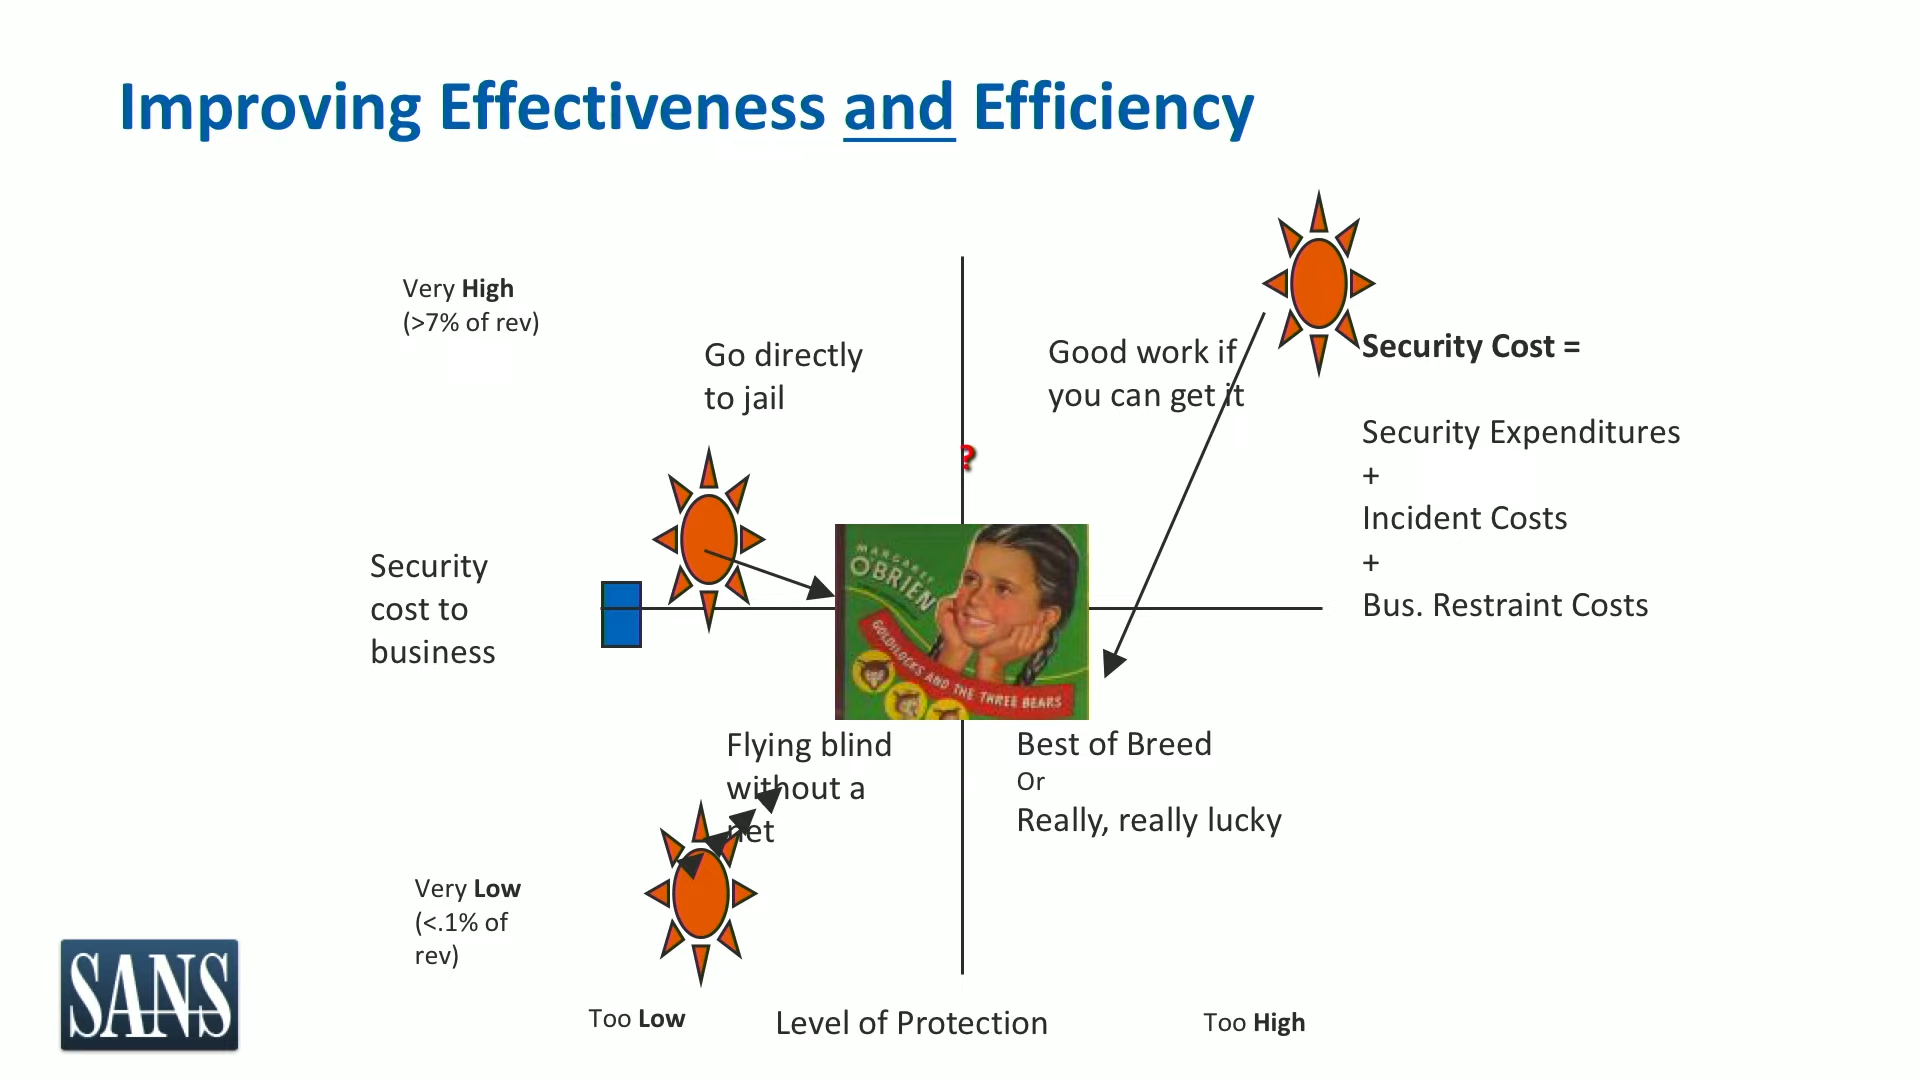 Improving Effectiveness and Efficiency
Very High
(>7% of rev)
Go directly
to jail
Good work if
you can get it
?
Security Cost =
Security Expenditures
+
Incident Costs
+
Bus. Restraint Costs
Security
cost to
business
MARGARET
O'BRIEN
GOLDILOCKS AND THE THREE BEARS
Flying blind
without a
net
Best of Breed
Or
Really, really lucky
Very Low
(<.1% of
rev)
SANS
Too Low
Level of Protection
Too High